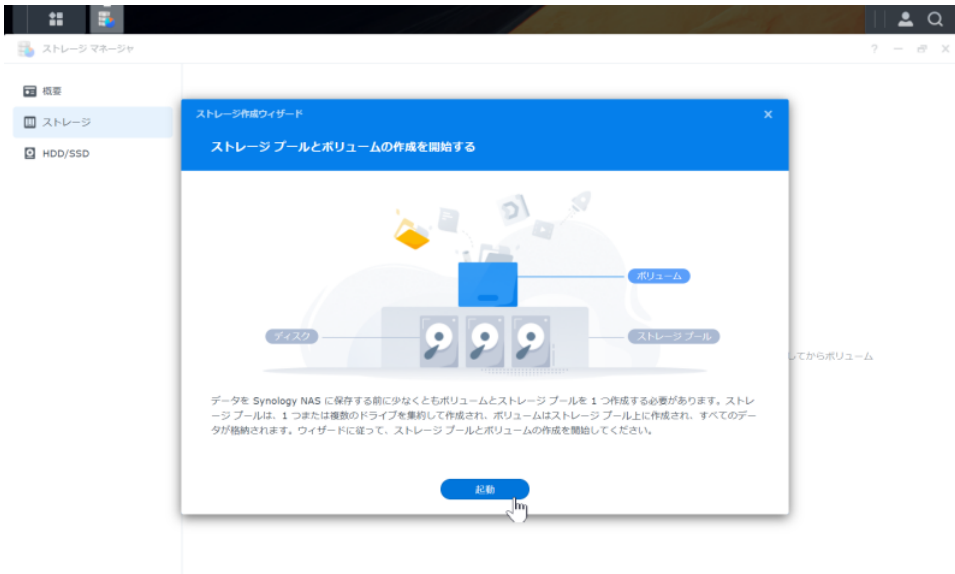 ストレージ マネージャ
? — X
概要
ストレージ
HDD/SSD
ストレージ作成ウィザード
x
ストレージ プールとボリュームの作成を開始する
ボリューム
ディスク
ストレージ プール
してからボリューム
データを Synology NAS に保存する前に少なくともボリュームとストレージ プールを 1 つ作成する必要があります。ストレ
ージ プールは、1 つまたは複数のドライブを集約して作成され、ボリュームはストレージ プール上に作成され、すべてのデー
タが格納されます。ウィザードに従って、ストレージ プールとボリュームの作成を開始してください。
起動